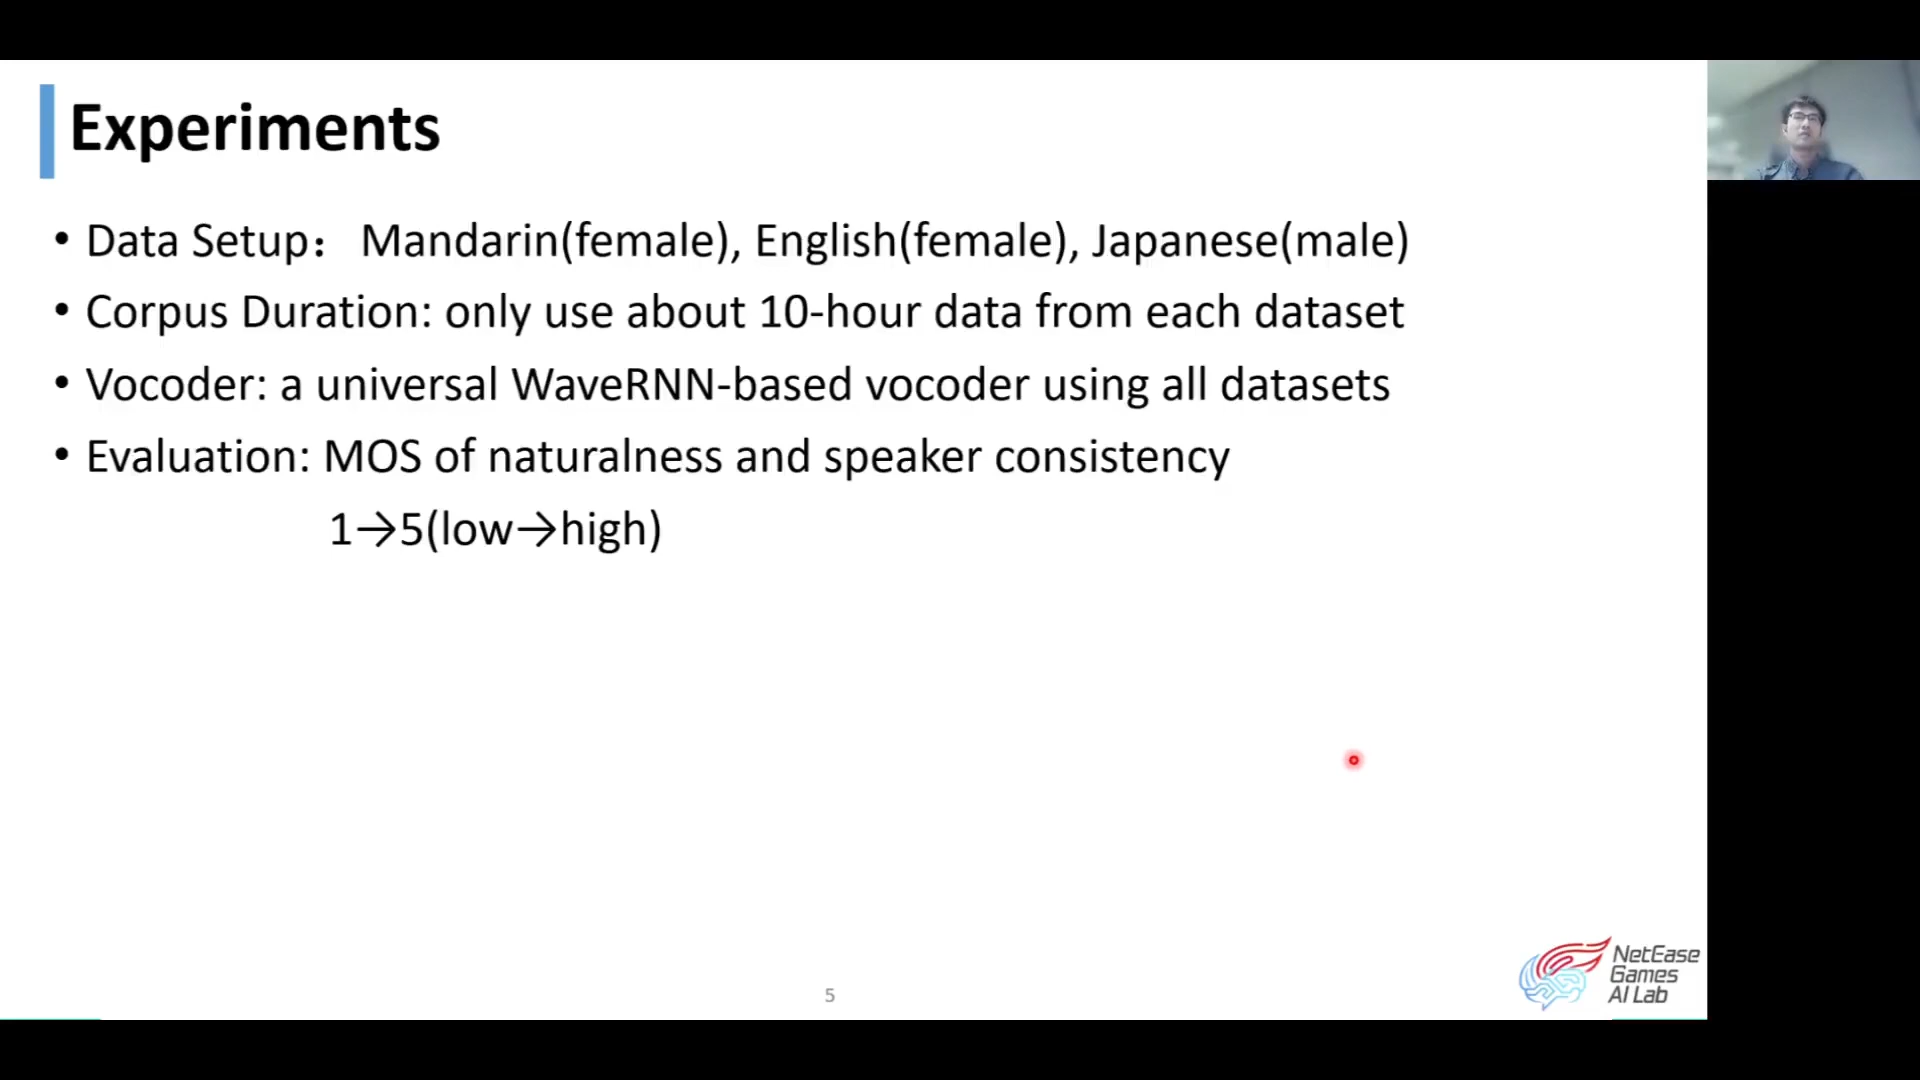 Experiments
• Data Setup： Mandarin(female), English(female), Japanese(male)
• Corpus Duration: only use about 10-hour data from each dataset
• Vocoder: a universal WaveRNN-based vocoder using all datasets
• Evaluation: MOS of naturalness and speaker consistency
1→5(low→high)
NetEase
Games
AI Lab
5